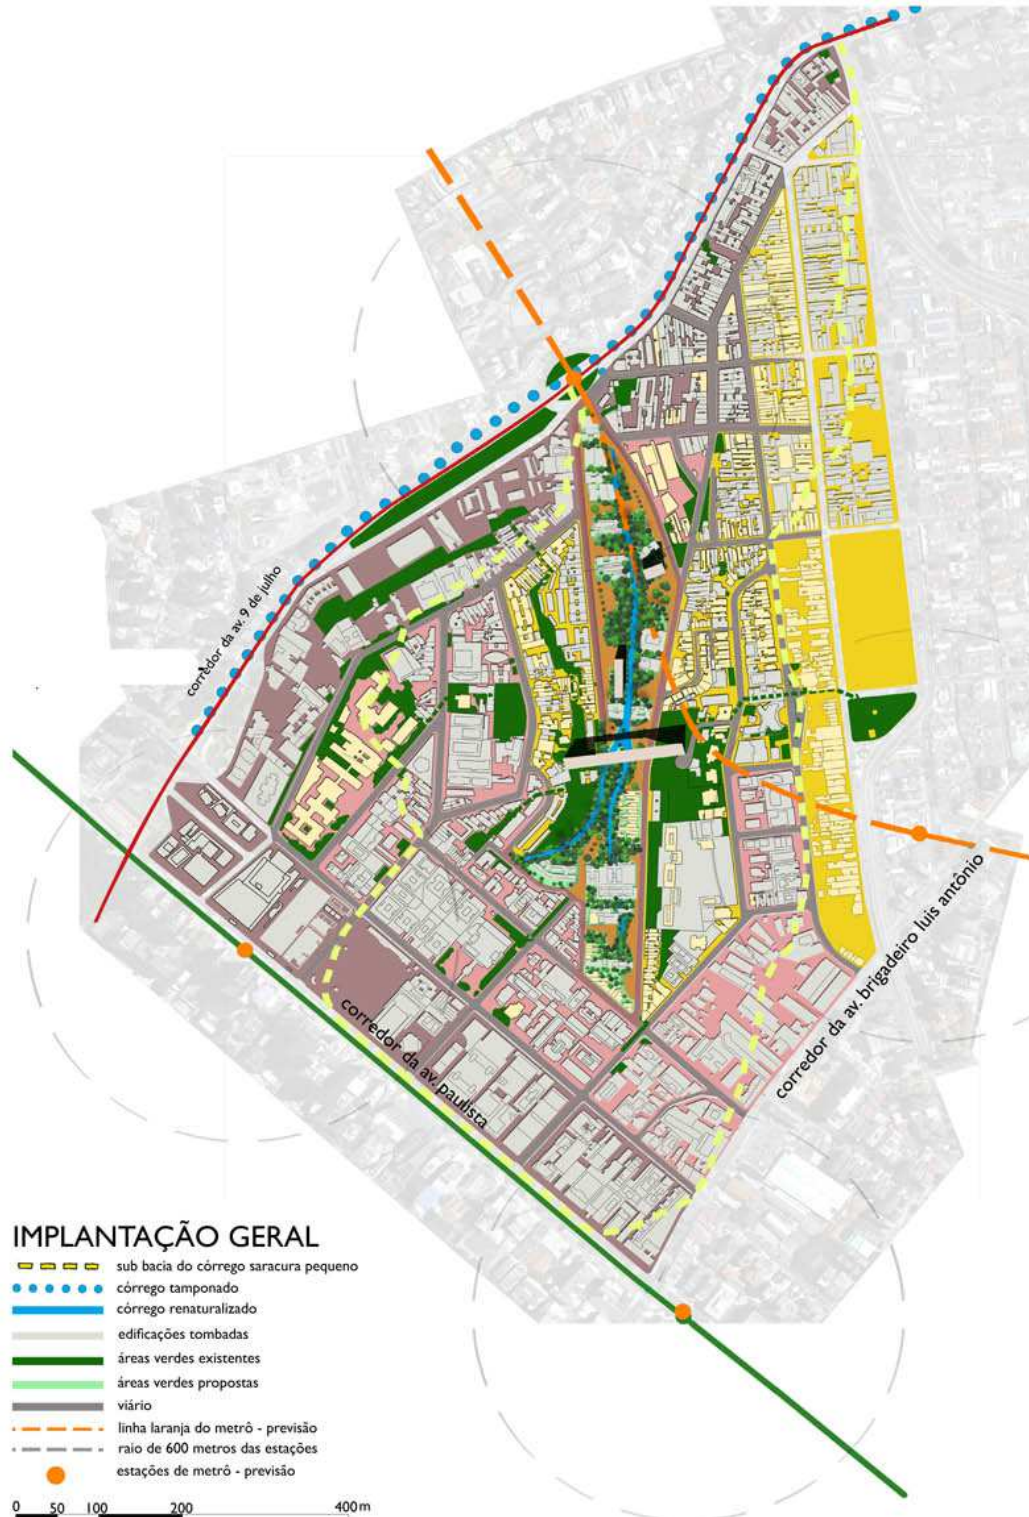 corredor da av. 9 de julho
corredor da av. brigadeiro luis antônio
corredor da av. paulista
IMPLANTAÇÃO GERAL
sub bacia do córrego saracura pequeno
córrego tamponado
córrego renaturalizado
edificações tombadas
áreas verdes existentes
áreas verdes propostas
viário
linha laranja do metrô - previsão
raio de 600 metros das estações
estações de metrô - previsão
0 50 100 200 400m